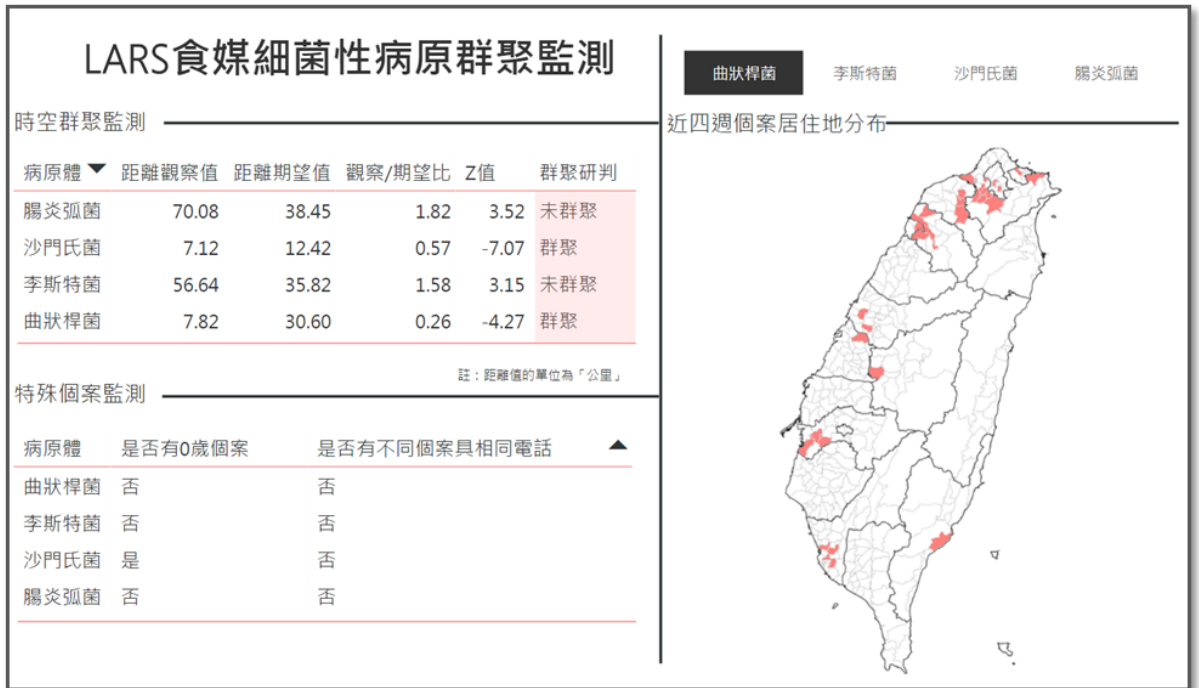 LARS食媒細菌性病原群聚監測
時空群聚監測
病原體 距離觀察值 距離期望值 觀察/期望比 Z值 群聚研判
腸炎弧菌 70.08 38.45 1.82 3.52 未群聚
沙門氏菌 7.12 12.42 0.57 -7.07 群聚
李斯特菌 56.64 35.82 1.58 3.15 未群聚
曲狀桿菌 7.82 30.60 0.26 -4.27 群聚
註：距離值的單位為「公里」
特殊個案監測
病原體 是否有0歲個案 是否有不同個案具相同電話
曲狀桿菌 否 否
李斯特菌 否 否
沙門氏菌 是 否
腸炎弧菌 否 否
曲狀桿菌 李斯特菌 沙門氏菌 腸炎弧菌
近四週個案居住地分布